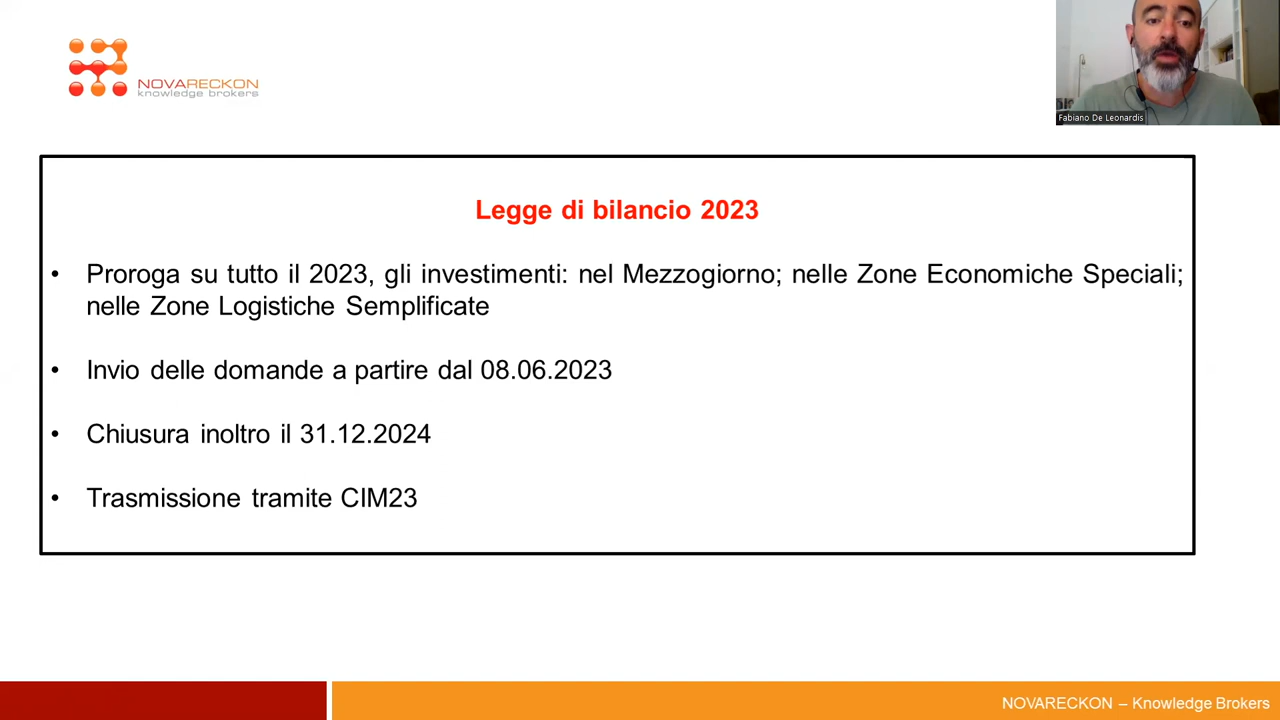 NOVARECKON
knowledge brokers
Fabiano De Leonardis
Legge di bilancio 2023
• Proroga su tutto il 2023, gli investimenti: nel Mezzogiorno; nelle Zone Economiche Speciali;
nelle Zone Logistiche Semplificate
• Invio delle domande a partire dal 08.06.2023
• Chiusura inoltro il 31.12.2024
• Trasmissione tramite CIM23
NOVARECKON – Knowledge Brokers